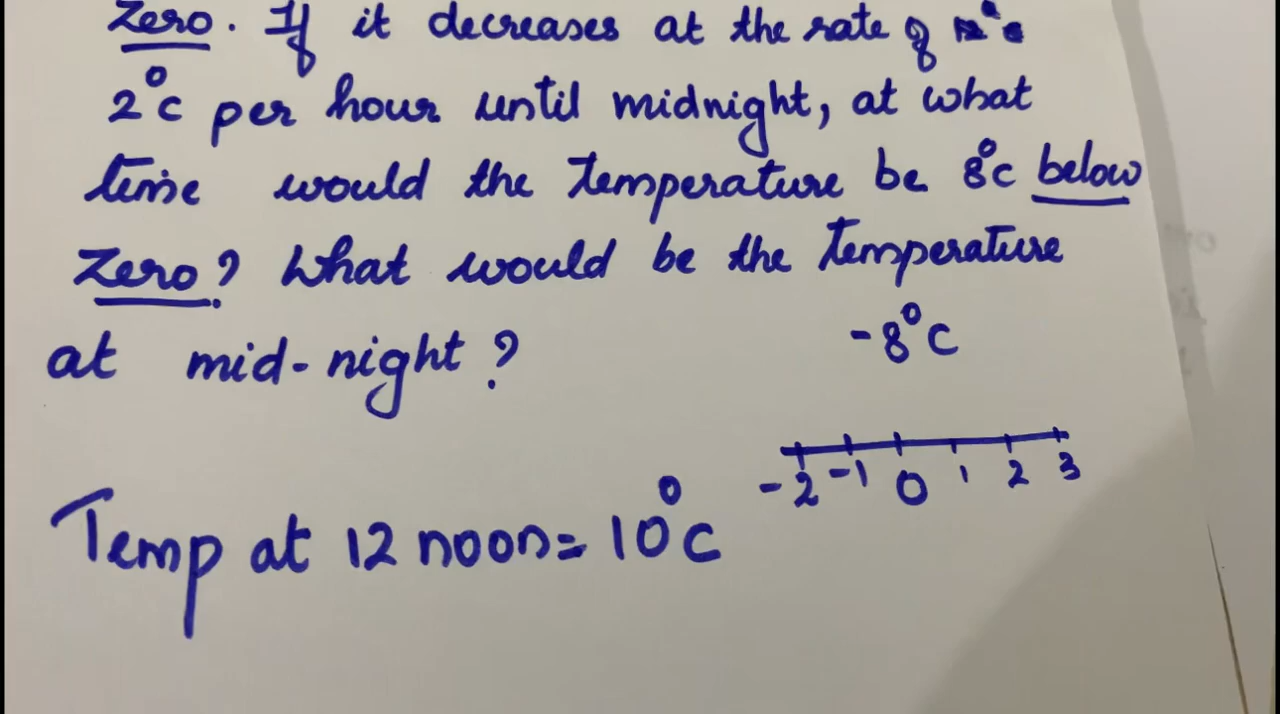 Zero. If it decreases at the rate of
2°c per hour until midnight, at what
time would the temperature be 8°c below
Zero? What would be the temperature
at mid-night?
-8°c
-2 -1 0 1 2 3
Temp at 12 noon= 10°c